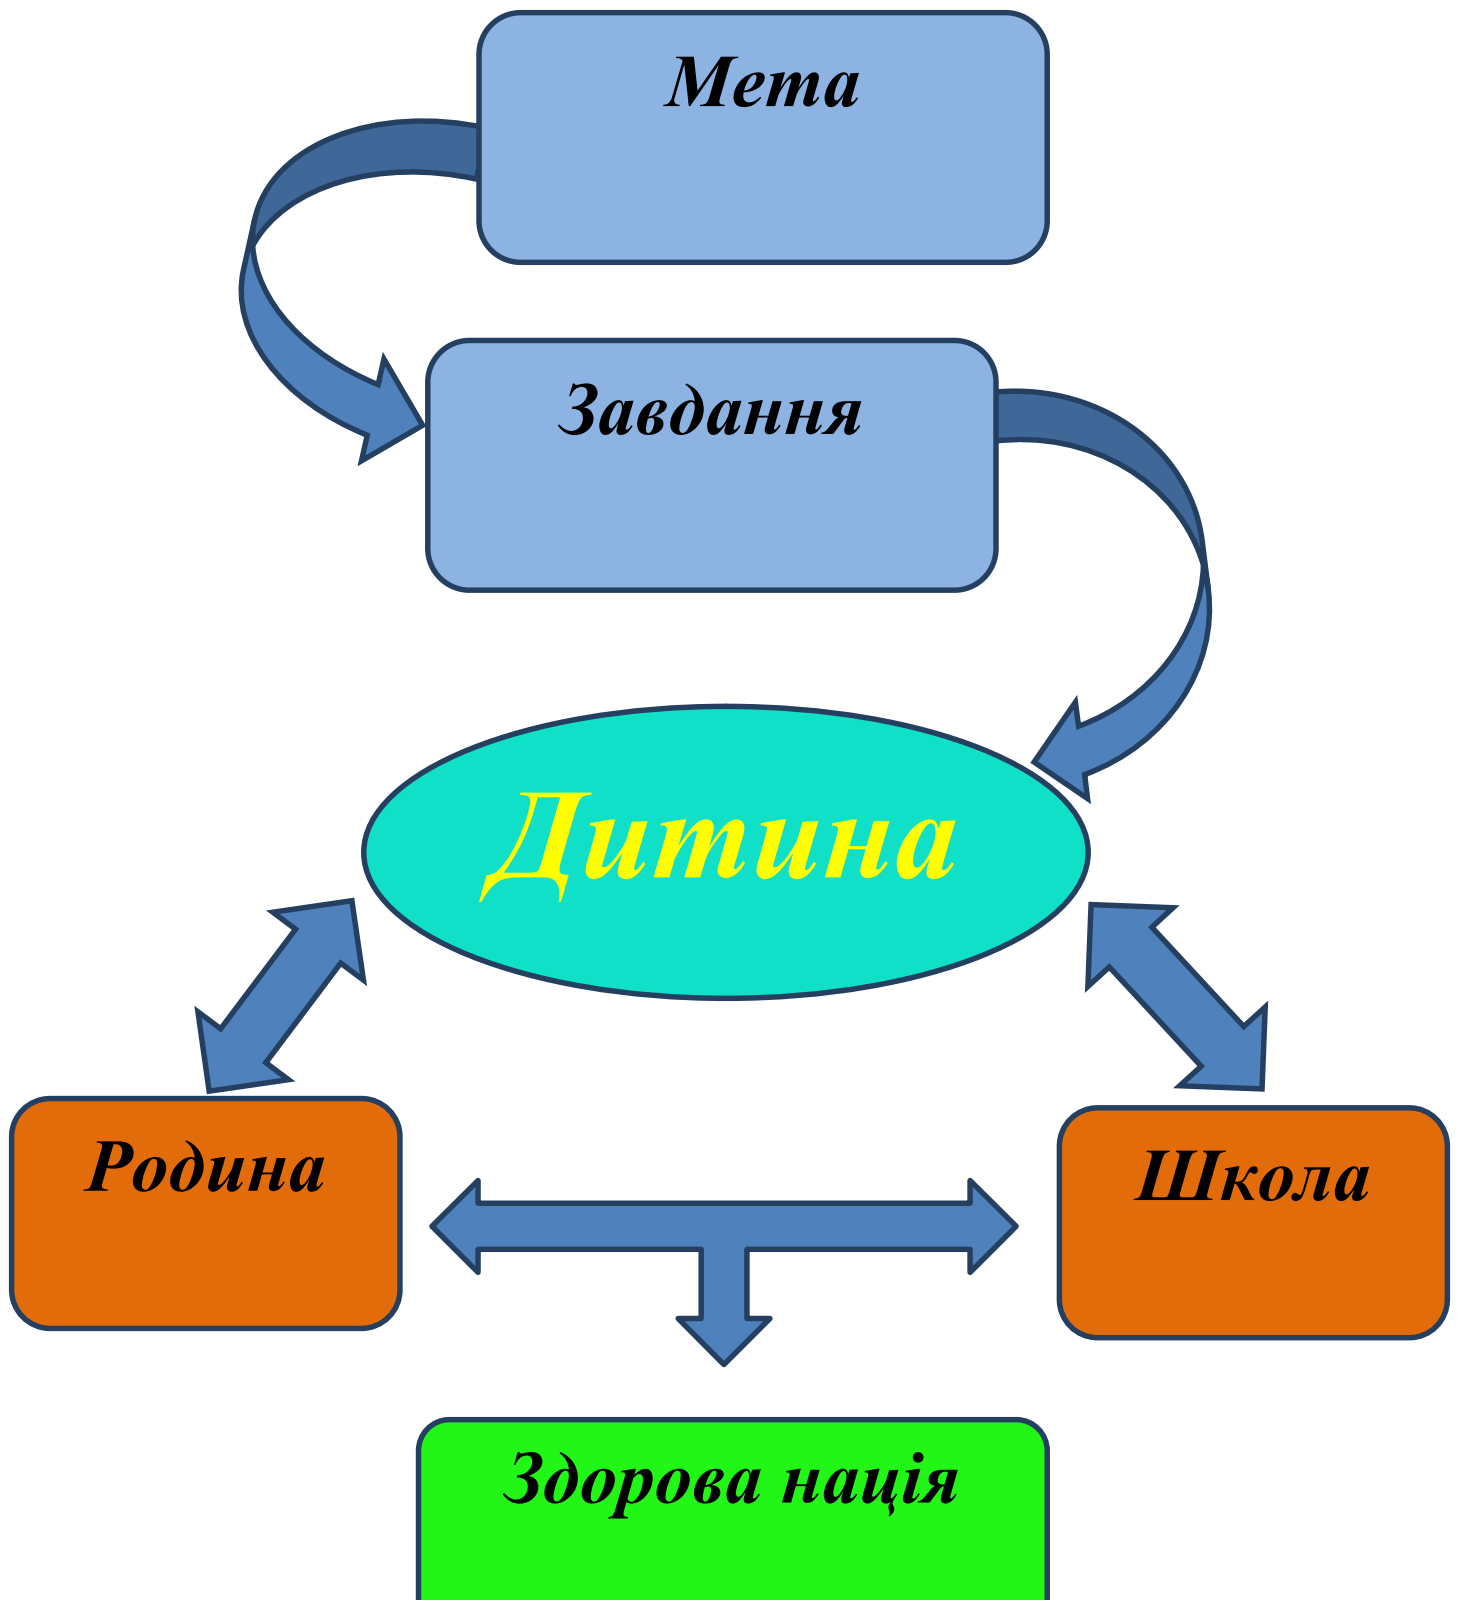 Мета
Завдання
Дитина
Родина
Школа
Здорова нація